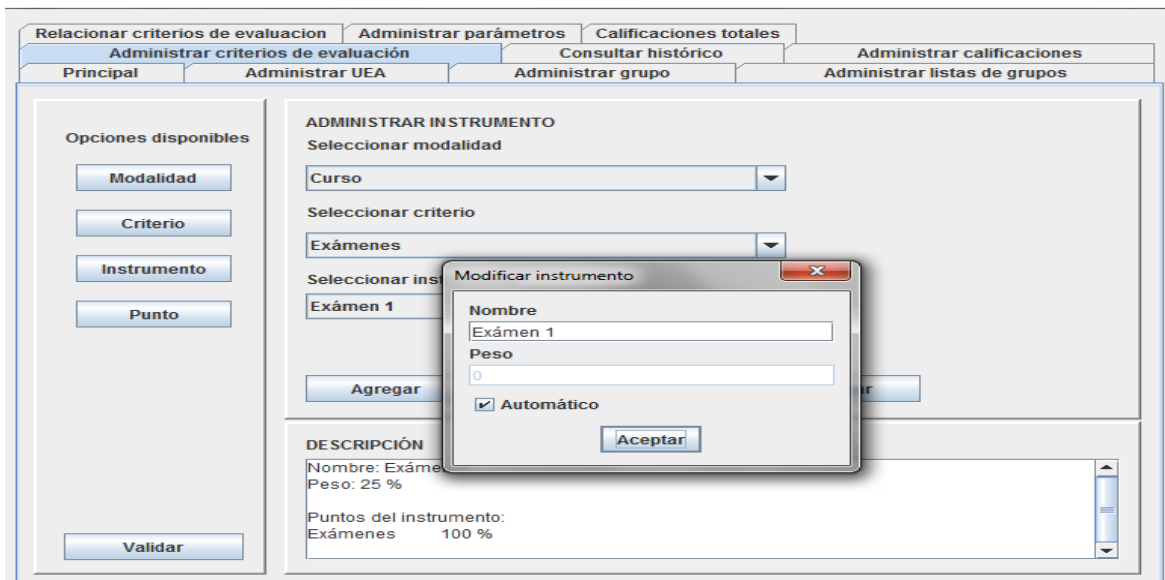 Relacionar criterios de evaluacion Administrar parámetros Calificaciones totales
Administrar criterios de evaluación Consultar histórico Administrar calificaciones
Principal Administrar UEA Administrar grupo Administrar listas de grupos
Opciones disponibles
Modalidad
Criterio
Instrumento
Punto
Validar
ADMINISTRAR INSTRUMENTO
Seleccionar modalidad
Curso
Seleccionar criterio
Exámenes
Seleccionar
Exámen 1
Agregar
Modificar instrumento
Nombre
Exámen 1
Peso
0
Automático
Aceptar
DESCRIPCIÓN
Nombre:
Peso: 25 %
Puntos del instrumento:
Exámenes 100 %